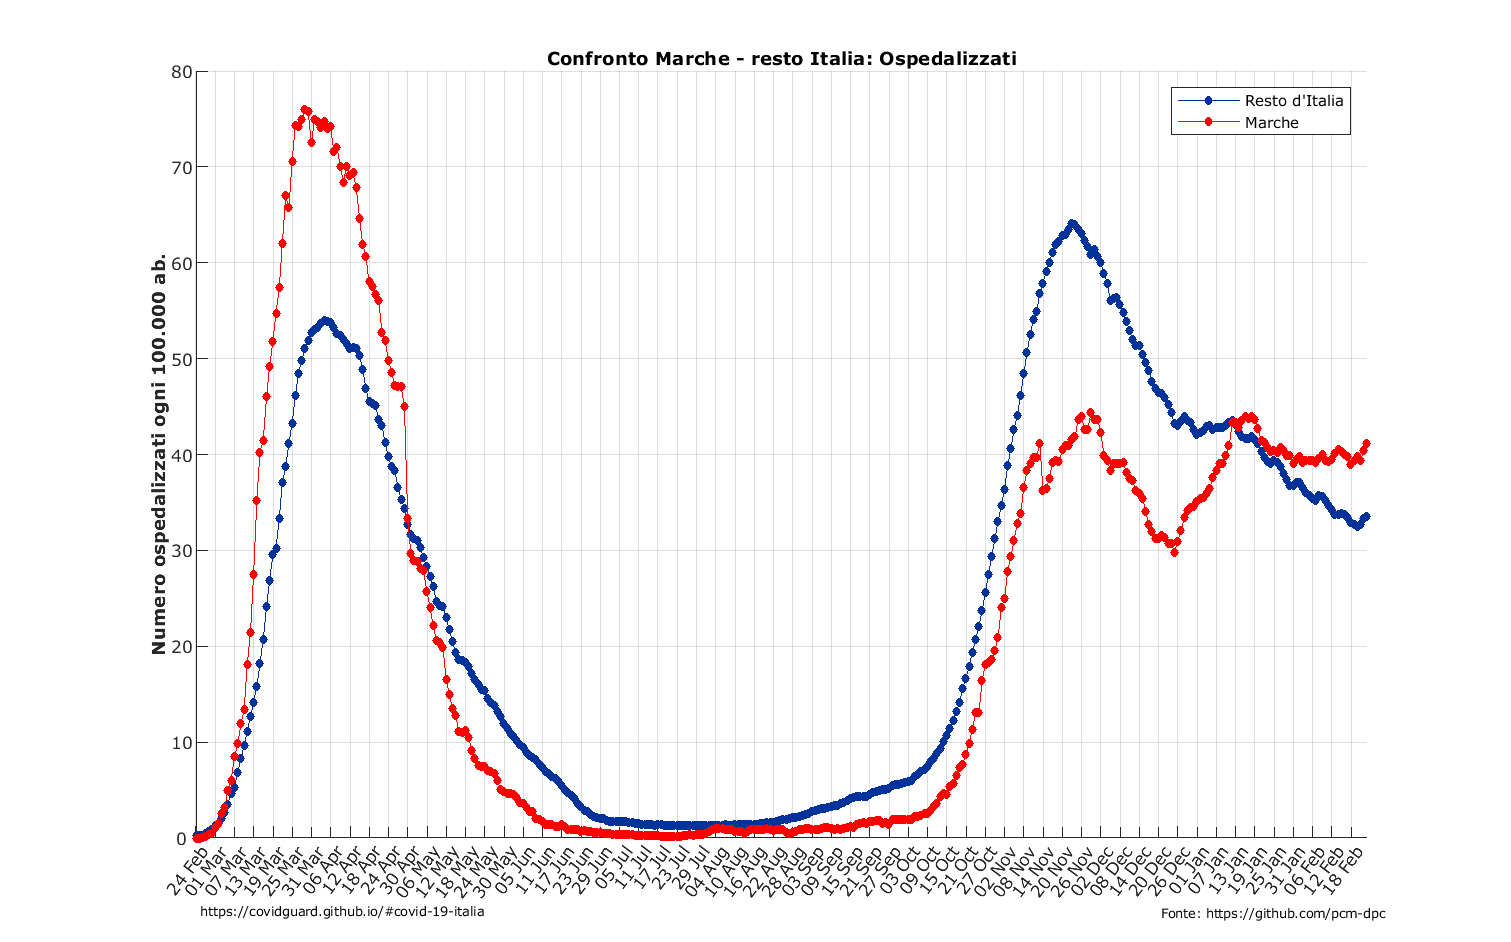 Confronto Marche - resto Italia: Ospedalizzati
Resto d'Italia
Marche
Numero ospedalizzati ogni 100.000 ab.
80
70
60
50
40
30
20
10
0
24 Feb
01 Mar
07 Mar
13 Mar
19 Mar
25 Mar
31 Mar
06 Apr
12 Apr
18 Apr
24 Apr
30 Apr
06 May
12 May
18 May
24 May
30 May
05 Jun
11 Jun
17 Jun
23 Jun
29 Jun
05 Jul
11 Jul
17 Jul
23 Jul
29 Jul
04 Aug
10 Aug
16 Aug
22 Aug
28 Aug
03 Sep
09 Sep
15 Sep
21 Sep
27 Sep
03 Oct
09 Oct
15 Oct
21 Oct
27 Oct
02 Nov
08 Nov
14 Nov
20 Nov
26 Nov
02 Dec
08 Dec
14 Dec
20 Dec
26 Dec
01 Jan
07 Jan
13 Jan
19 Jan
25 Jan
31 Jan
06 Feb
12 Feb
18 Feb
https://covidguard.github.io/#covid-19-italia
Fonte: https://github.com/pcm-dpc